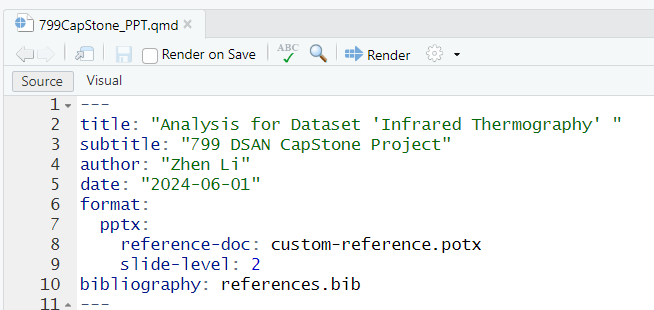 799CapStone_PPT.qmd ×
Render on Save ABC Render
Source Visual
1 ---
2 title: "Analysis for Dataset 'Infrared Thermography' "
3 subtitle: "799 DSAN CapStone Project"
4 author: "Zhen Li"
5 date: "2024-06-01"
6 format:
7   pptx:
8     reference-doc: custom-reference.potx
9     slide-level: 2
10 bibliography: references.bib
11 ---